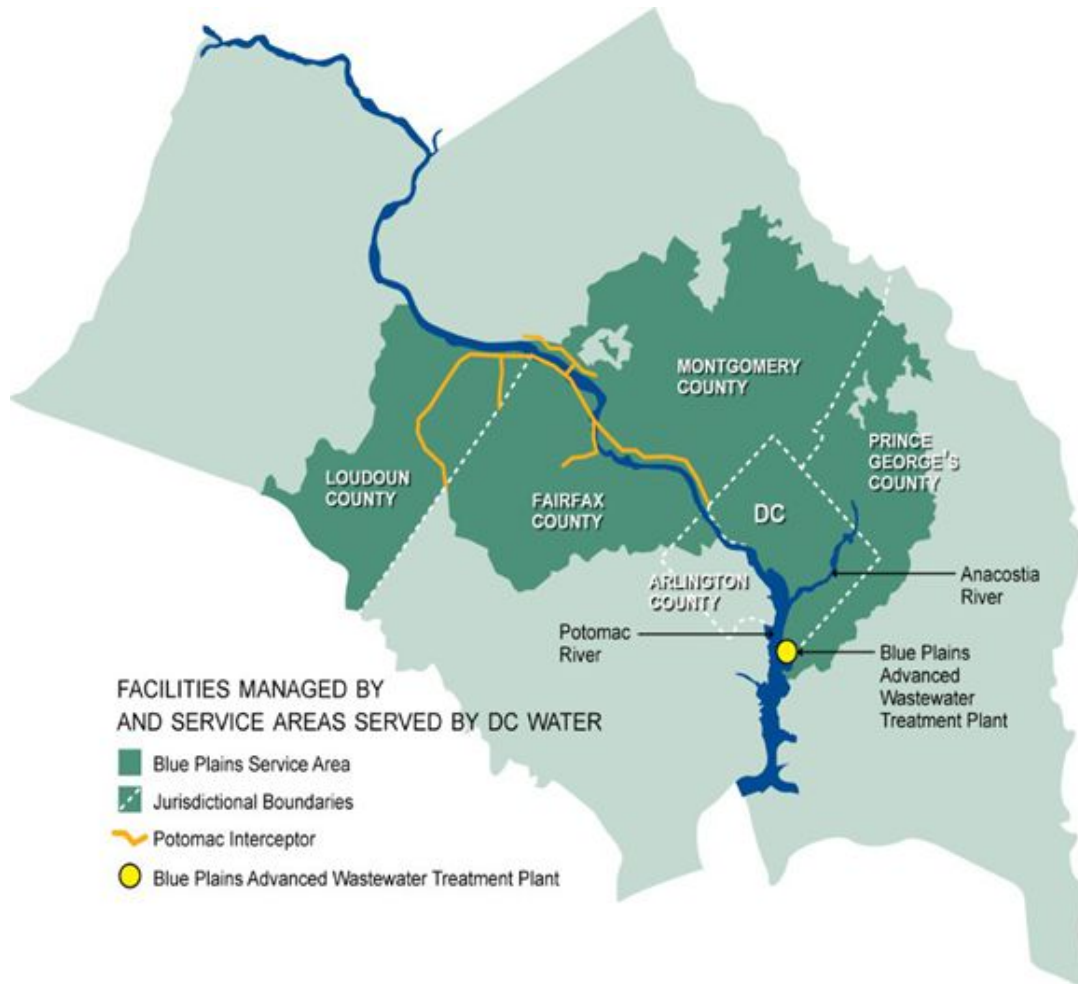 MONTGOMERY
COUNTY
PRINCE
GEORGE'S
COUNTY
LOUDOUN
COUNTY
FAIRFAX
COUNTY
DC
ARLINGTON
COUNTY
Anacostia
River
Potomac
River
Blue Plains
Advanced
Wastewater
Treatment Plant
FACILITIES MANAGED BY
AND SERVICE AREAS SERVED BY DC WATER
Blue Plains Service Area
Jurisdictional Boundaries
Potomac Interceptor
Blue Plains Advanced Wastewater Treatment Plant